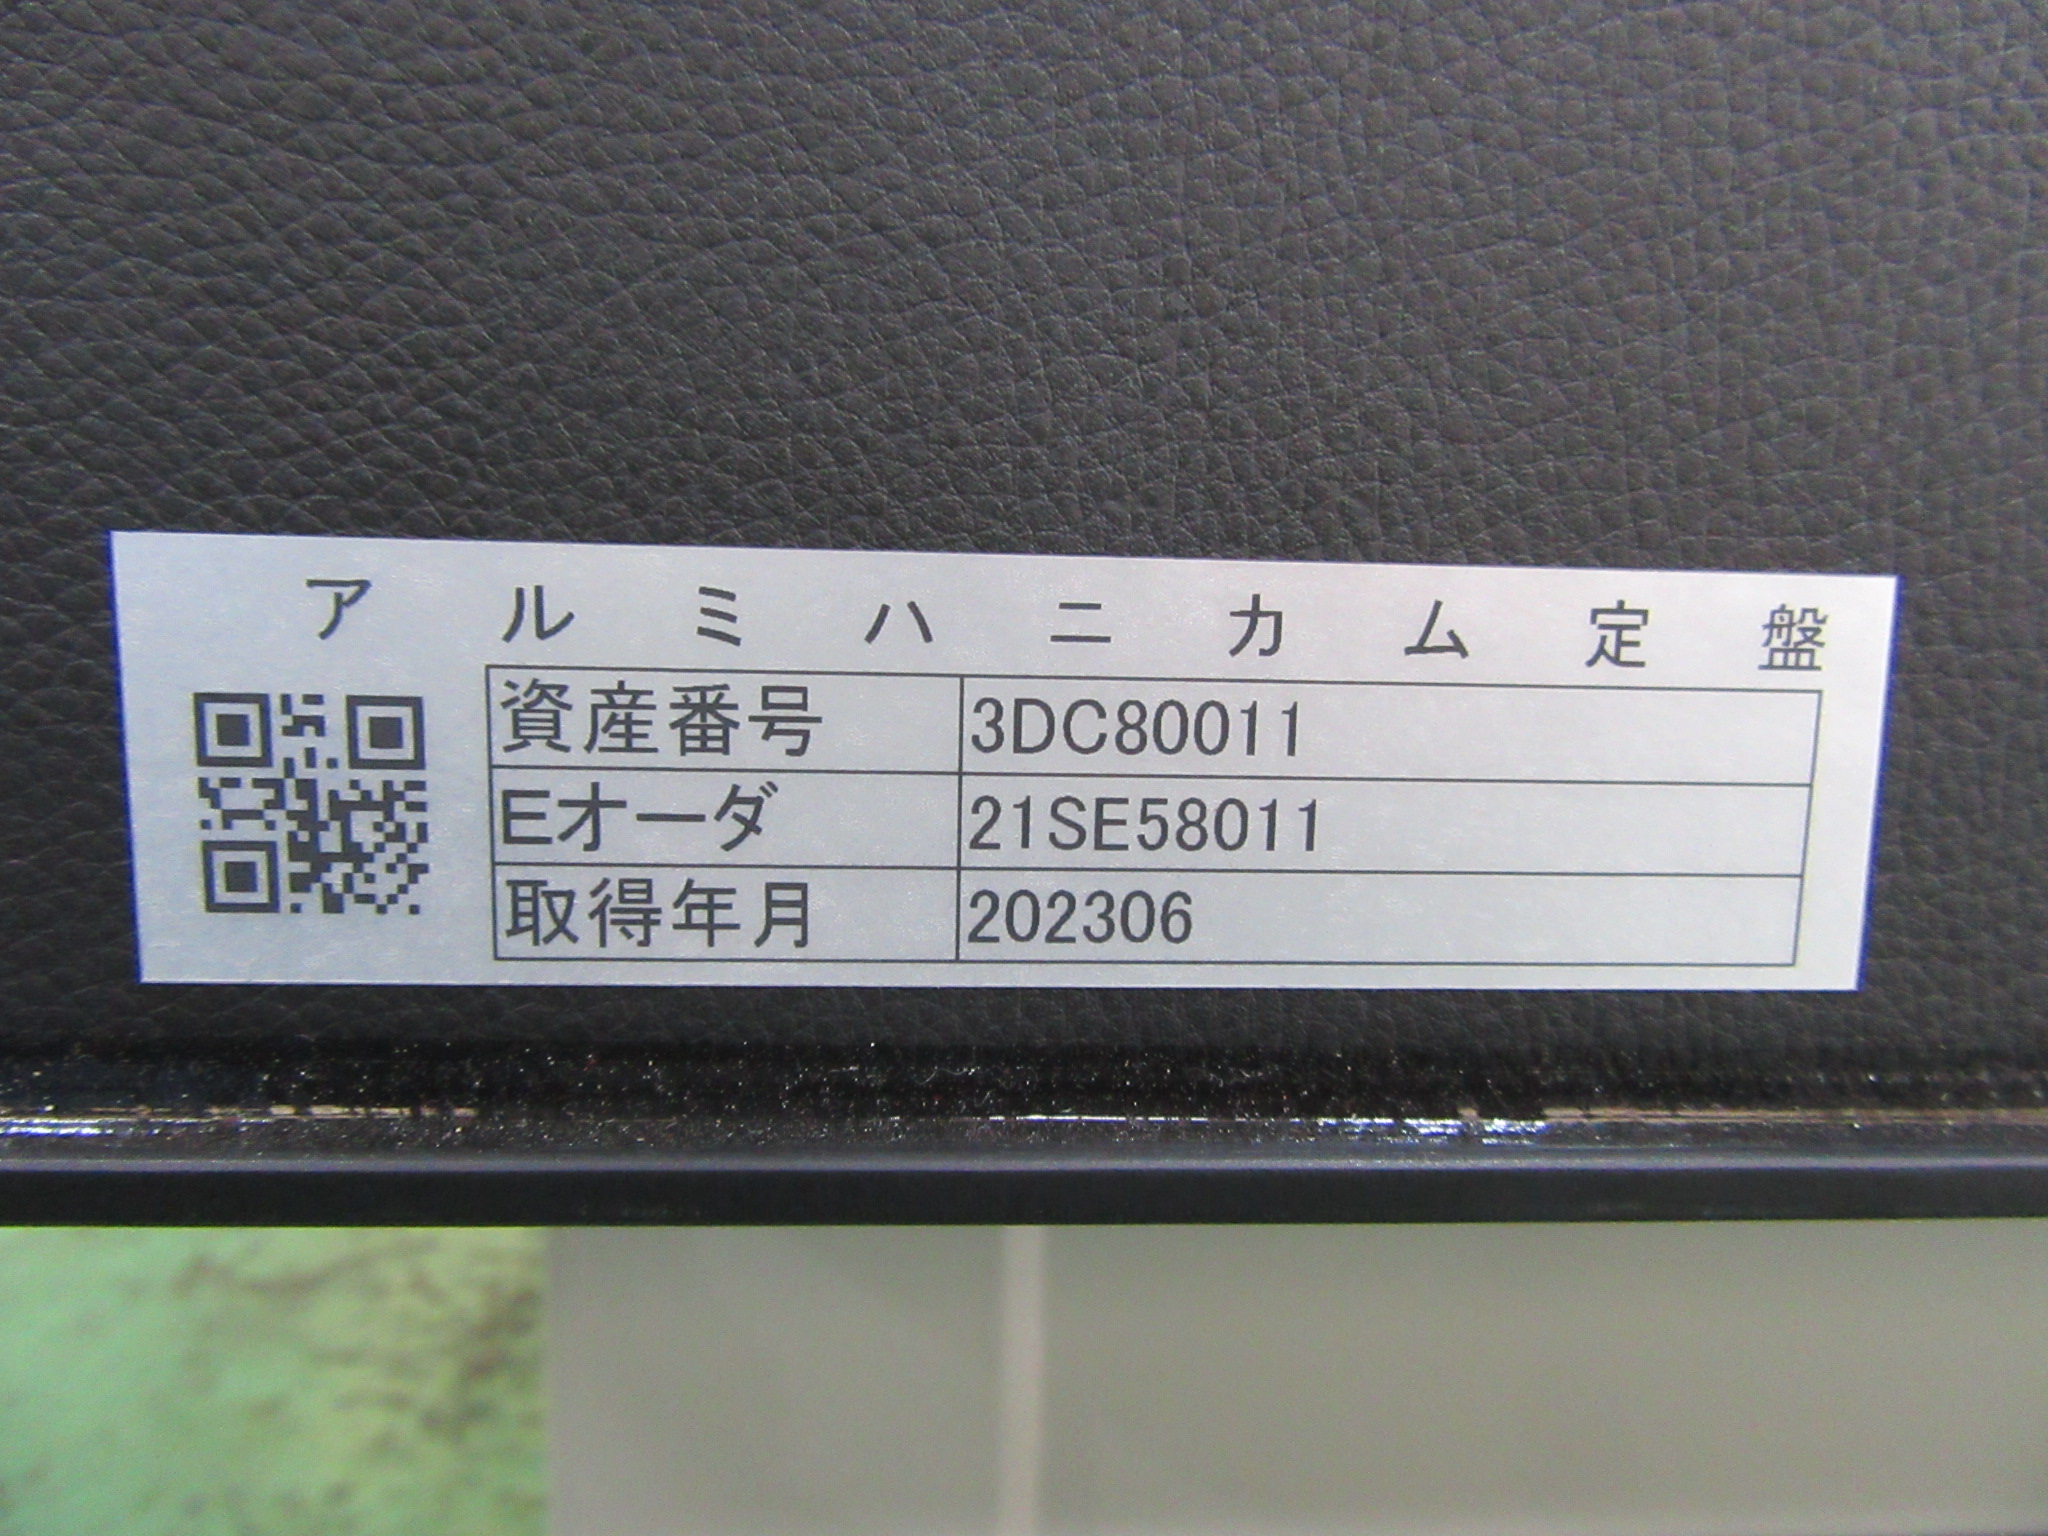 アルミハニカム定盤
資産番号 3DC80011
Eオーダ 21SE58011
取得年月 202306